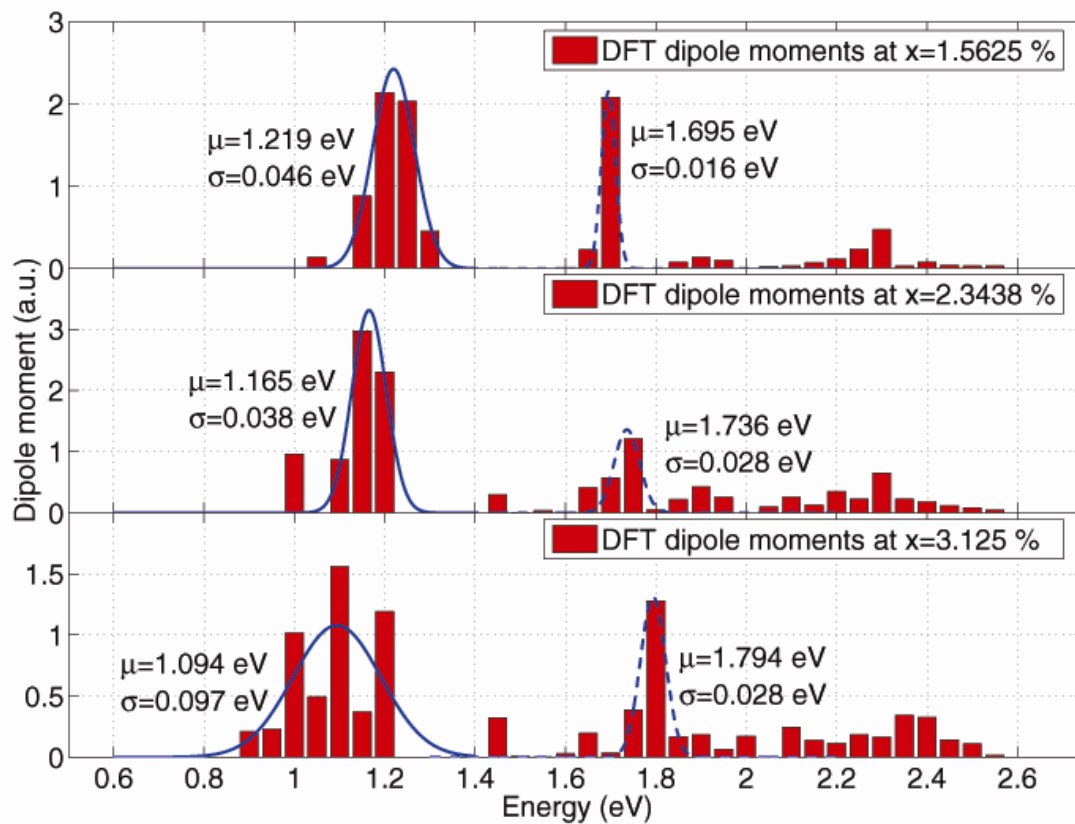 3
DFT dipole moments at x=1.5625 %
2
μ=1.219 eV
σ=0.046 eV
μ=1.695 eV
σ=0.016 eV
1
0
DFT dipole moments at x=2.3438 %
3
2
μ=1.165 eV
σ=0.038 eV
μ=1.736 eV
σ=0.028 eV
1
0
Dipole moment (a.u.)
DFT dipole moments at x=3.125 %
1.5
1
μ=1.094 eV
σ=0.097 eV
μ=1.794 eV
σ=0.028 eV
0.5
0
0.6 0.8 1 1.2 1.4 1.6 1.8 2 2.2 2.4 2.6
Energy (eV)